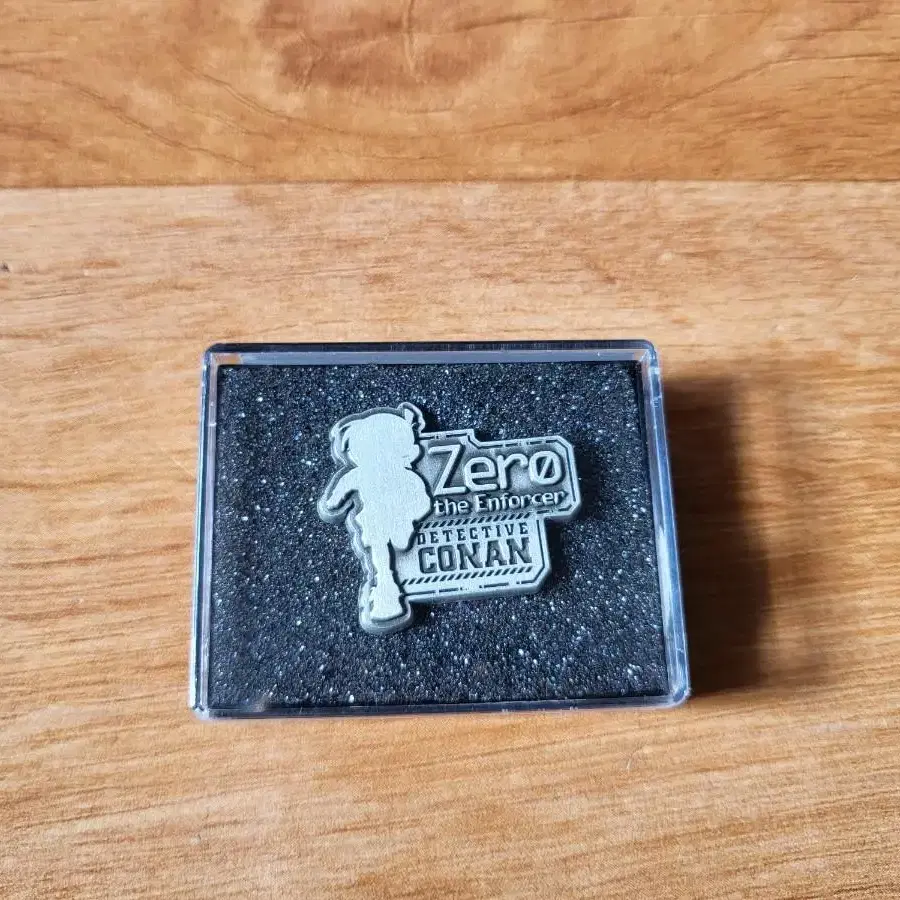 Zerø
the Enforcer
DETECTIVE
CONAN